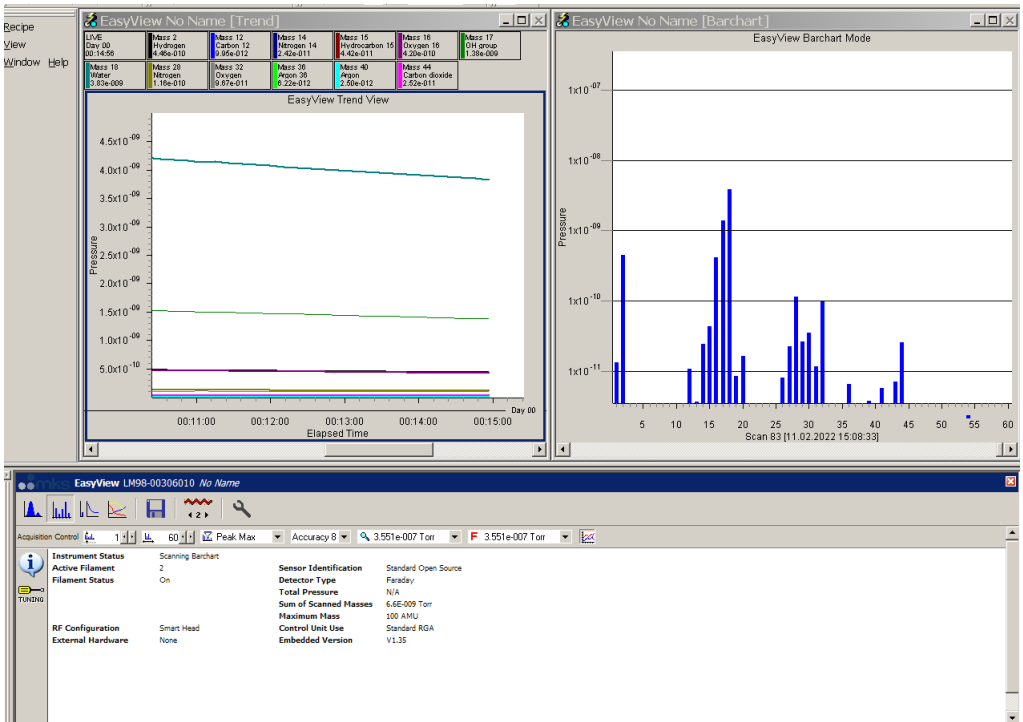 Recipe
View
Window Help
EasyView No Name [Trend]
LIVE
Day 00
00:14:56
Mass 2
Hydrogen
4.46e-010
Mass 12
Carbon 12
9.95e-012
Mass 14
Nitrogen 14
2.42e-011
Mass 15
Hydrocarbon 15
4.42e-011
Mass 16
Oxygen 16
4.20e-010
Mass 17
OH group
1.38e-009
Mass 18
Water
3.83e-009
Mass 28
Nitrogen
1.16e-010
Mass 32
Oxygen
9.67e-011
Mass 36
Argon 36
6.22e-012
Mass 40
Argon
2.50e-012
Mass 44
Carbon dioxide
2.52e-011
EasyView Trend View
4.5x10 -09
4.0x10 -09
3.5x10 -09
3.0x10 -09
2.5x10 -09
2.0x10 -09
1.5x10 -09
1.0x10 -09
5.0x10 -10
Pressure
Day 00
00:11:00 00:12:00 00:13:00 00:14:00 00:15:00
Elapsed Time
EasyView No Name [Barchart]
EasyView Barchart Mode
1x10 -07
1x10 -08
1x10 -09
1x10 -10
1x10 -11
Pressure
5 10 15 20 25 30 35 40 45 50 55 60
Scan 83 [11.02.2022 15:08:33]
mks EasyView LM98-00306010 No Name
2
Acquisition Control 1 60 Peak Max Accuracy 8 3.551e-007 Torr F 3.551e-007 Torr
TUNING
Instrument Status Scanning Barchart
Active Filament 2 Sensor Identification Standard Open Source
Filament Status On Detector Type Faraday
Total Pressure N/A
Sum of Scanned Masses 6.6E-009 Torr
Maximum Mass 100 AMU
RF Configuration Smart Head Control Unit Use Standard RGA
External Hardware None Embedded Version V1.35